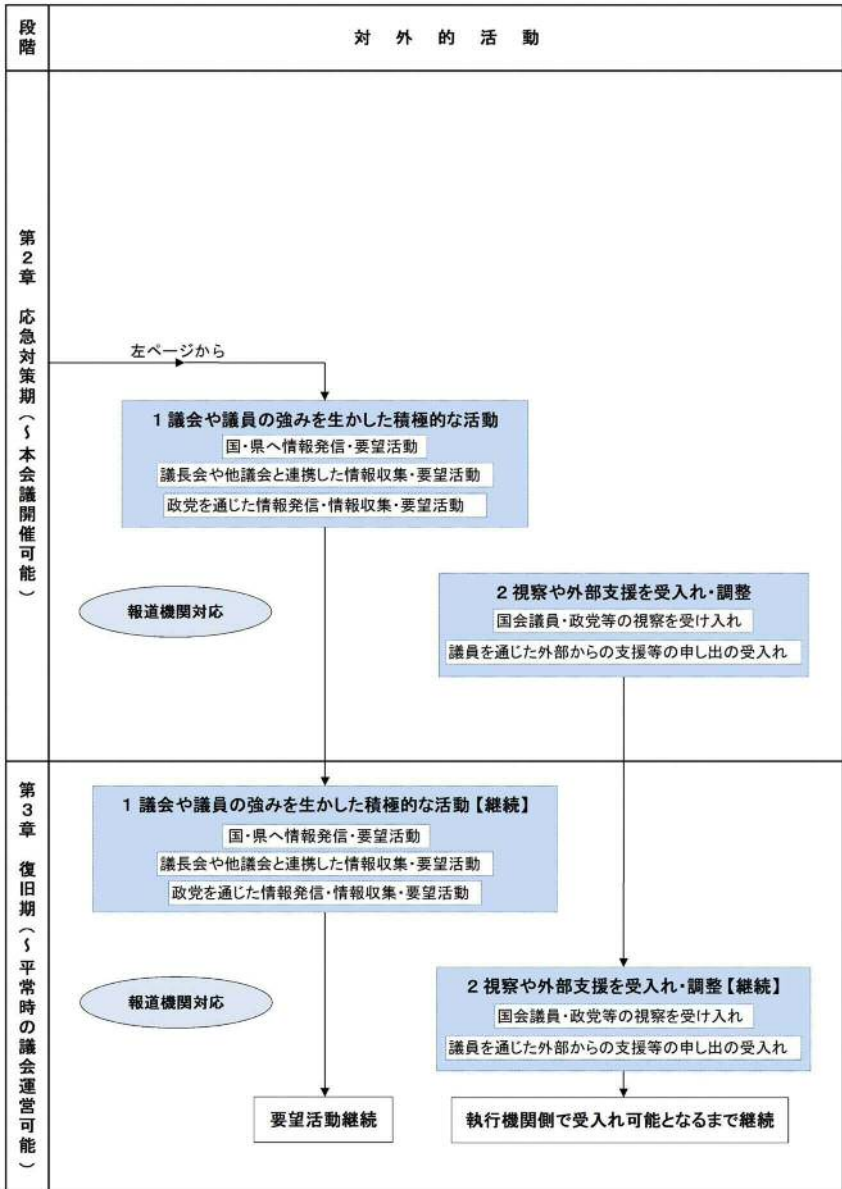 段階
対外的活動
第2章 応急対策期(~本会議開催可能)
左ページから
1 議会や議員の強みを生かした積極的な活動
国・県へ情報発信・要望活動
議長会や他議会と連携した情報収集・要望活動
政党を通じた情報発信・情報収集・要望活動
報道機関対応
2 視察や外部支援を受入れ・調整
国会議員・政党等の視察を受け入れ
議員を通じた外部からの支援等の申し出の受入れ
第3章 復旧期(~平常時の議会運営可能)
1 議会や議員の強みを生かした積極的な活動【継続】
国・県へ情報発信・要望活動
議長会や他議会と連携した情報収集・要望活動
政党を通じた情報発信・情報収集・要望活動
報道機関対応
2 視察や外部支援を受入れ・調整【継続】
国会議員・政党等の視察を受け入れ
議員を通じた外部からの支援等の申し出の受入れ
要望活動継続
執行機関側で受入れ可能となるまで継続